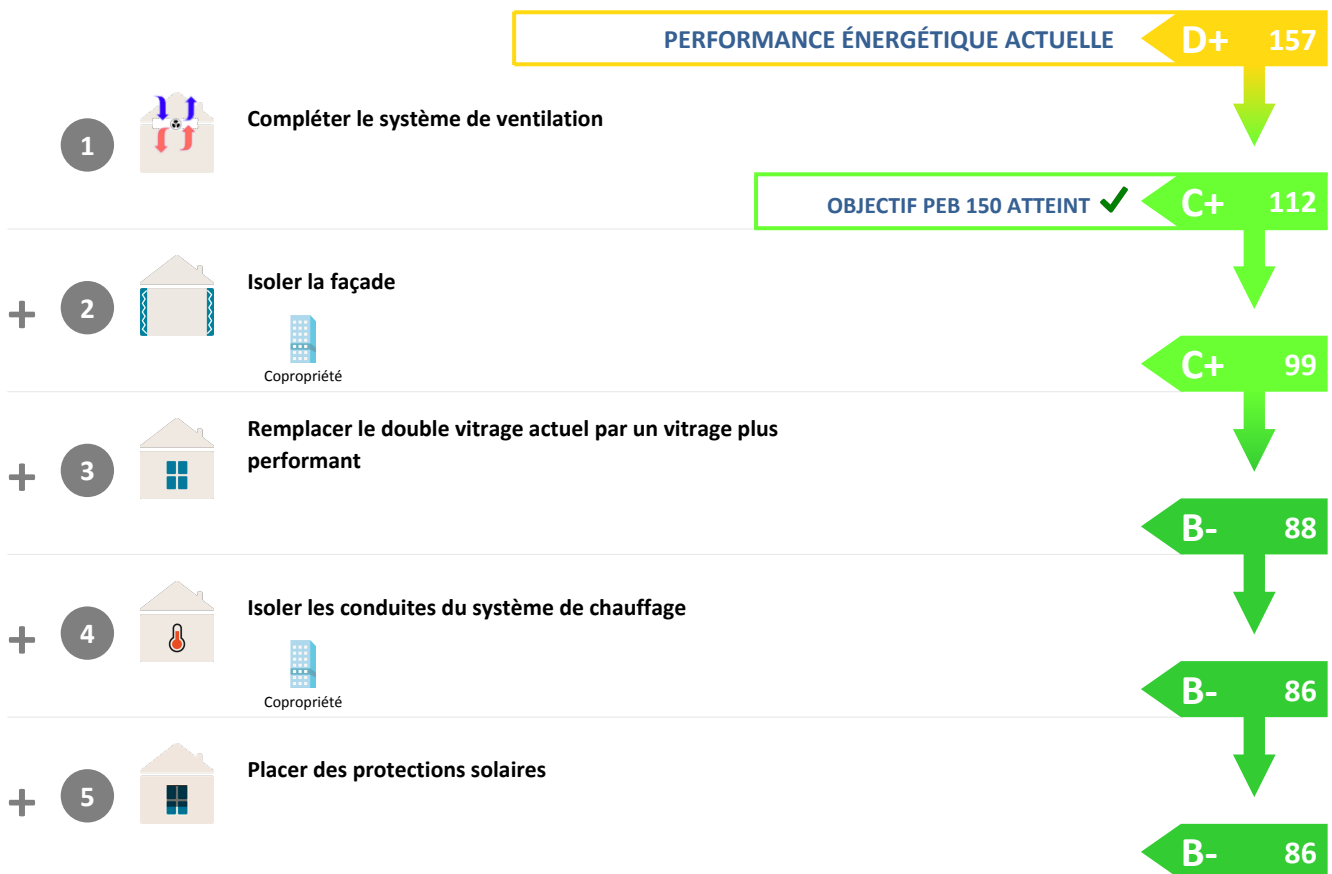 PERFORMANCE ÉNERGÉTIQUE ACTUELLE D+ 157
1 Compléter le système de ventilation
OBJECTIF PEB 150 ATTEINT ✓ C+ 112
+ 2 Isoler la façade
Copropriété
C+ 99
+ 3 Remplacer le double vitrage actuel par un vitrage plus
performant
B- 88
+ 4 Isoler les conduites du système de chauffage
Copropriété
B- 86
+ 5 Placer des protections solaires
B- 86